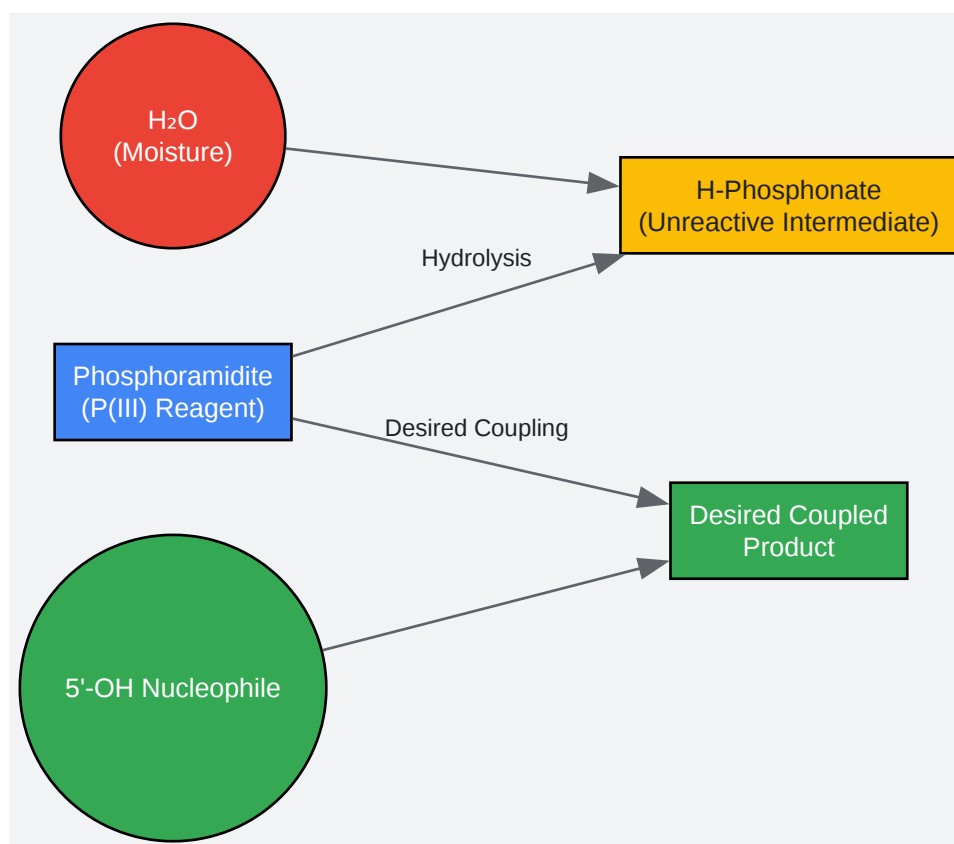 H₂O
(Moisture)
H-Phosphonate
(Unreactive Intermediate)
Hydrolysis
Phosphoramidite
(P(III) Reagent)
Desired Coupling
Desired Coupled
Product
5'-OH Nucleophile